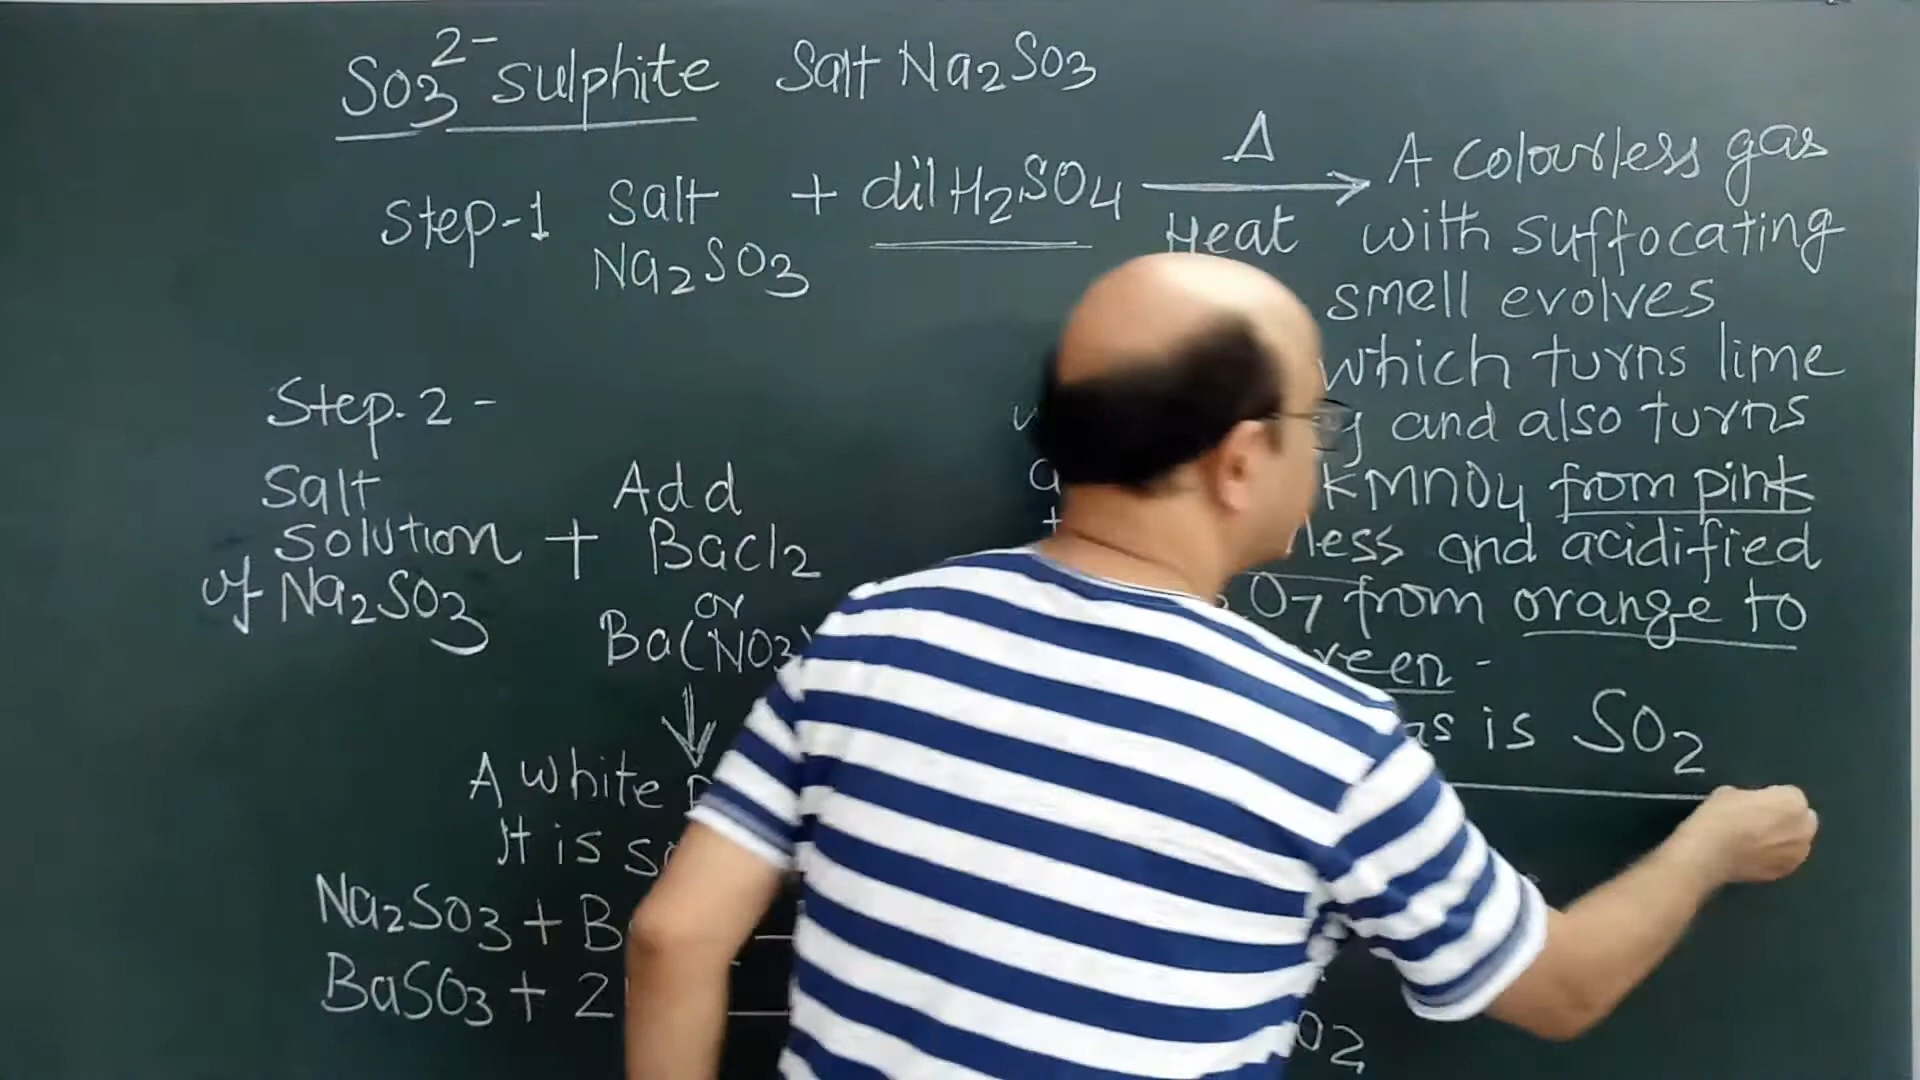 SO3 2- sulphite Salt Na2SO3
Step-1 Salt + dil H2SO4 Δ Heat
Na2SO3
A colourless gas
with suffocating
smell evolves
which turns lime
and also turns
KMnO4 from pink
less and acidified
O7 from orange to
reen -
as is SO2
Step. 2 -
Salt
solution + Add BaCl2
of Na2SO3
or
Ba(NO3)
A white
It is
Na2SO3 + B
BaSO3 + 2
O2